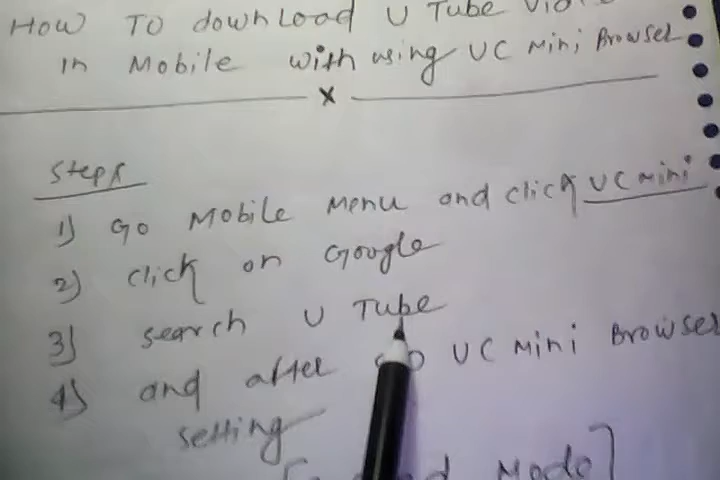 How To download U Tube
in Mobile with using UC Mini Browser
x
Steps
1) Go Mobile Menu and click UC mini
2) click on Google
3) search U Tube
4) and after UC Mini Browser
setting
Mode]